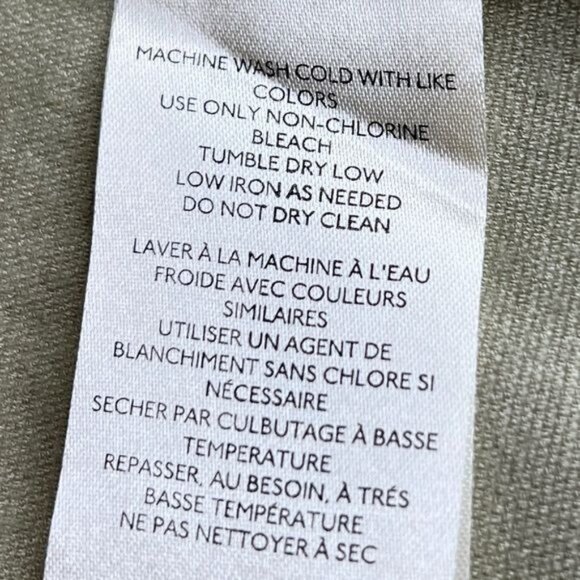 MACHINE WASH COLD WITH LIKE
COLORS
USE ONLY NON-CHLORINE
BLEACH
TUMBLE DRY LOW
LOW IRON AS NEEDED
DO NOT DRY CLEAN
LAVER À LA MACHINE À L'EAU
FROIDE AVEC COULEURS
SIMILAIRES
UTILISER UN AGENT DE
BLANCHIMENT SANS CHLORE SI
NÉCESSAIRE
SECHER PAR CULBUTAGE À BASSE
TEMPERATURE
REPASSER, AU BESOIN, À TRÉS
BASSE TEMPÉRATURE
NE PAS NETTOYER À SEC